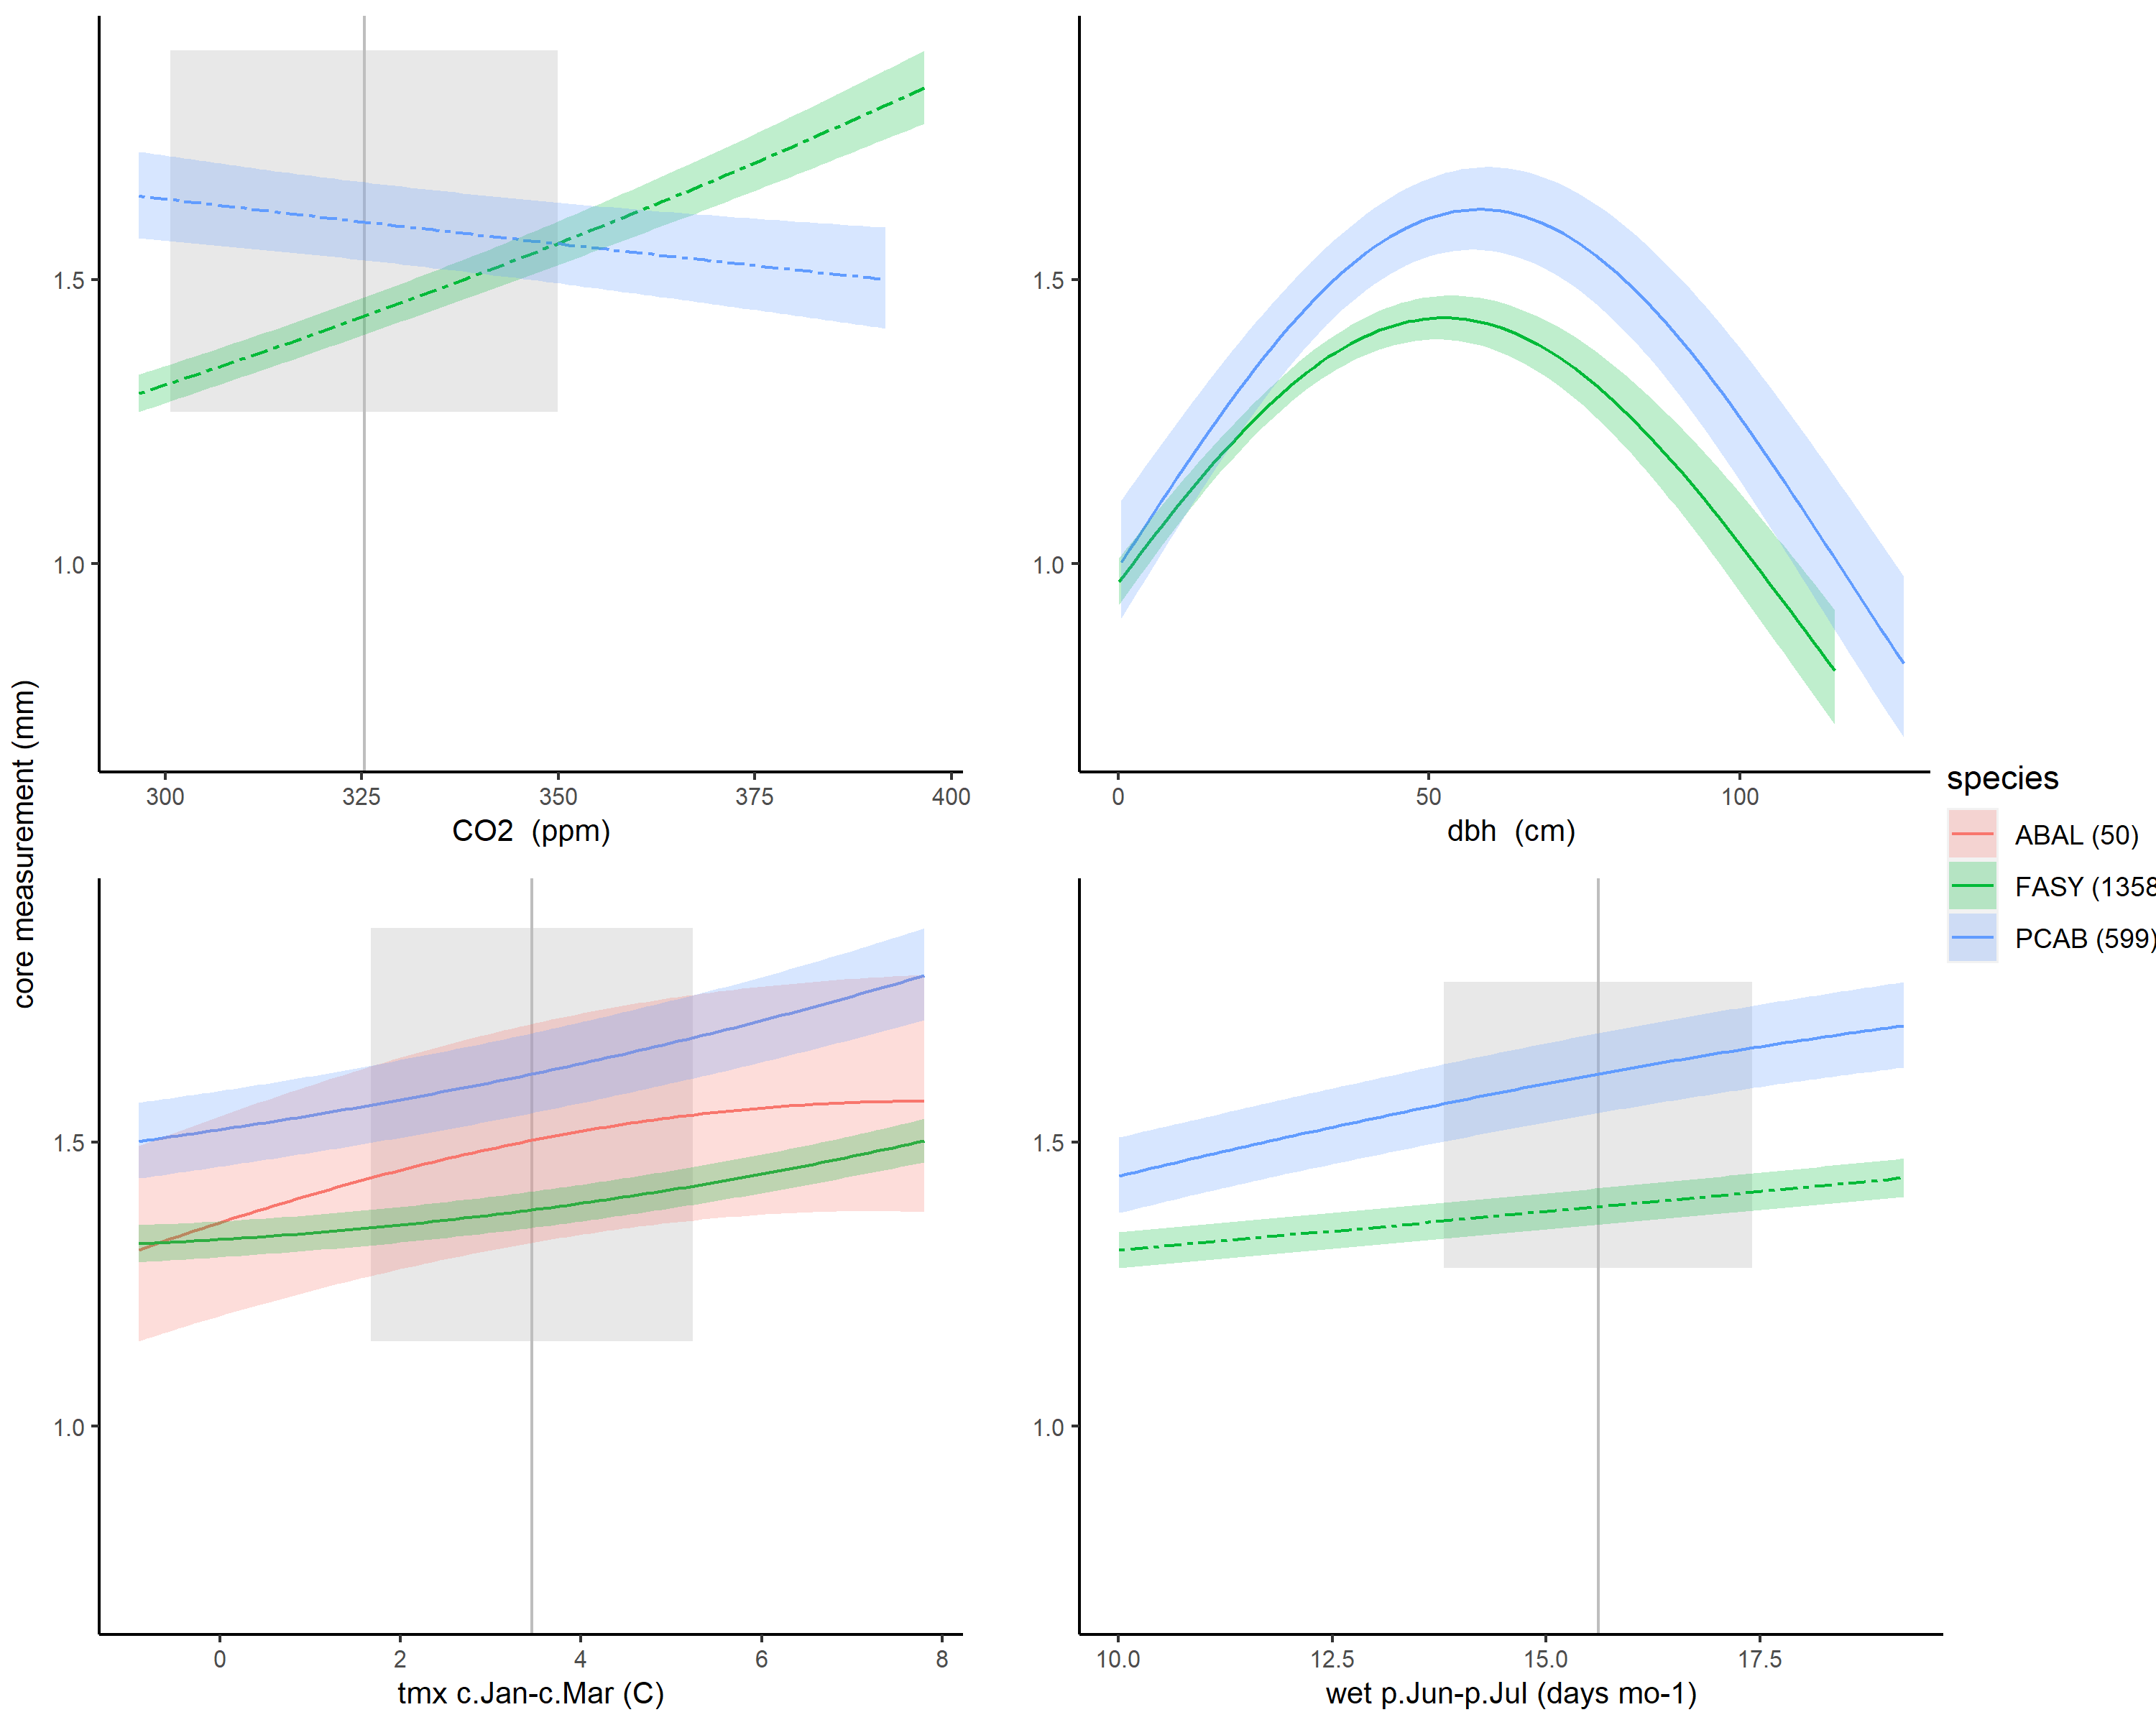 core measurement (mm)
1.5
1.0
300 325 350 375 400
CO2 (ppm)
1.5
1.0
0 50 100
dbh (cm)
1.5
1.0
0 2 4 6 8
tmx c.Jan-c.Mar (C)
1.5
1.0
10.0 12.5 15.0 17.5
wet p.Jun-p.Jul (days mo-1)
species
ABAL (50)
FASY (1358
PCAB (599)